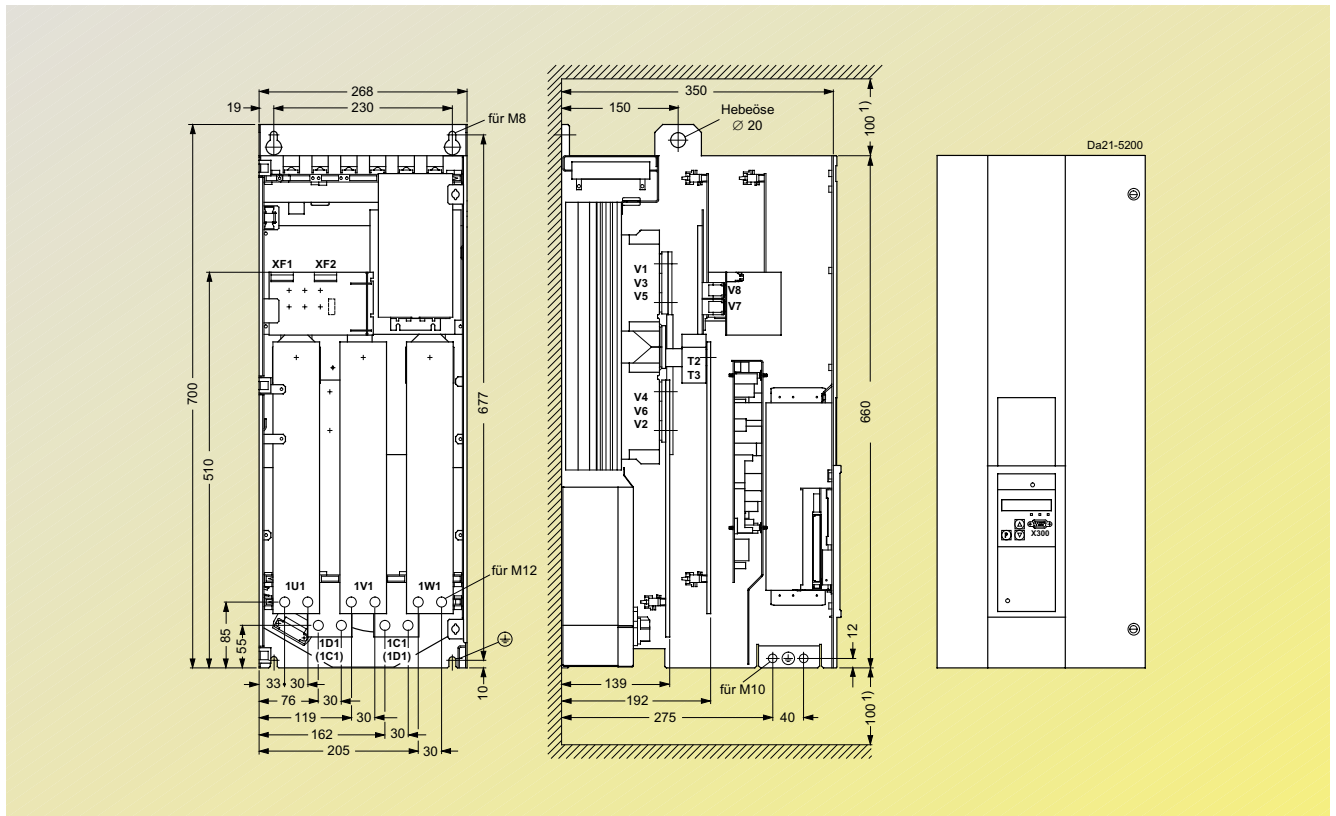 268
230
19
für M8
XF1 XF2
700
510
677
1U1 1V1 1W1
für M12
85
55
1D1 1C1
(1C1) (1D1)
10
33 30
76 30
119 30
162 30
205 30
350
150
Hebeöse
∅ 20
100 1)
V1
V3
V5
V8
V7
T2
T3
V4
V6
V2
660
12
für M10
139
192
275 40
100 1)
Da21-5200
P
X300